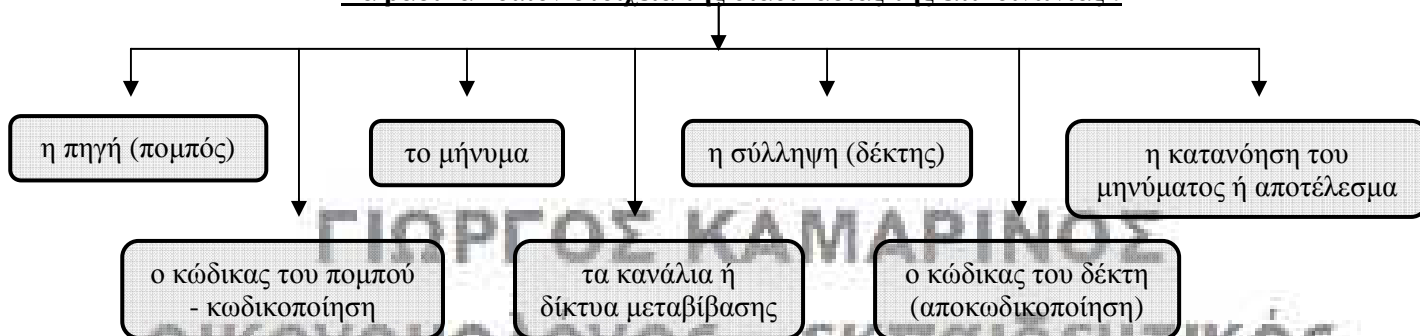 η πηγή (πομπός)
το μήνυμα
η σύλληψη (δέκτης)
η κατανόηση του
μηνύματος ή αποτέλεσμα
ΓΙΩΡΓΟΣ ΚΑΜΑΡΙΝΟΣ
ο κώδικας του πομπού
- κωδικοποίηση
τα κανάλια ή
δίκτυα μεταβίβασης
ο κώδικας του δέκτη
(αποκωδικοποίηση)